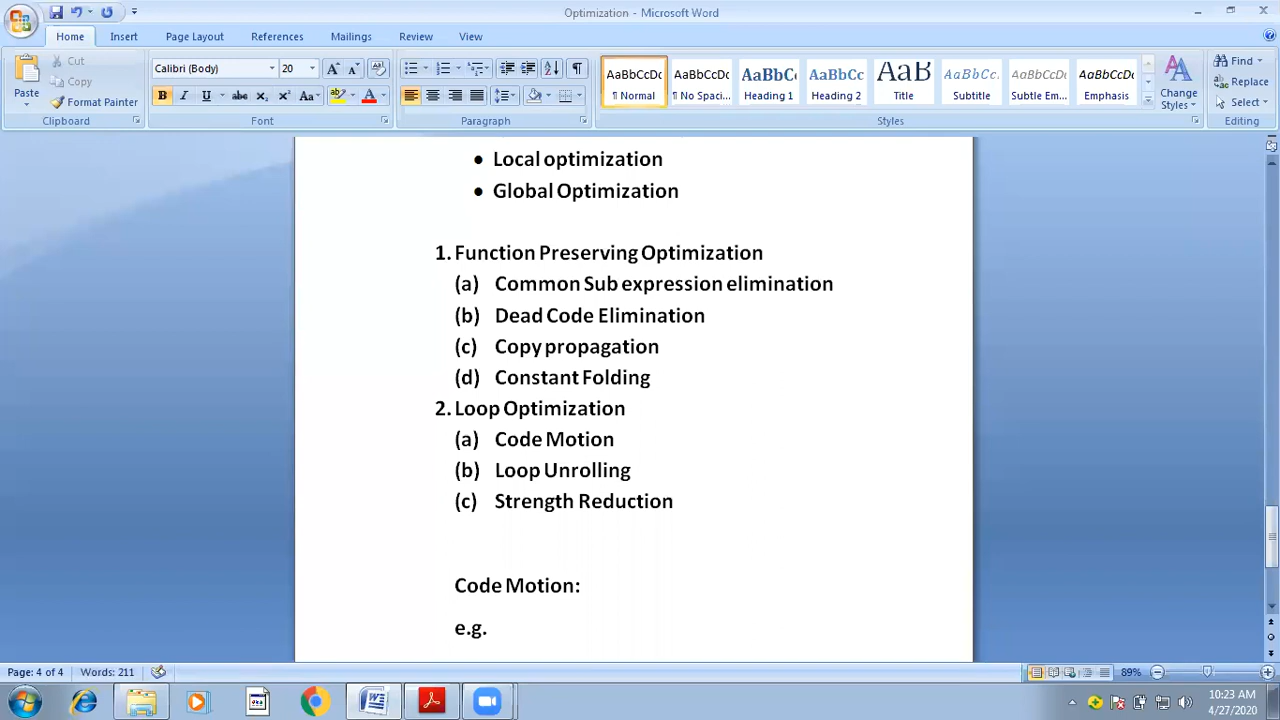 Optimization - Microsoft Word
Home Insert Page Layout References Mailings Review View
Paste
Cut
Copy
Format Painter
Clipboard
Calibri (Body) 20
Font
Paragraph
AaBbCcDc AaBbCcDc AaBbC AaBbCc AaB AaBbCc. AaBbCcDc AaBbCcDc
¶ Normal ¶ No Spaci... Heading 1 Heading 2 Title Subtitle Subtle Em... Emphasis
Change Styles
Styles
Find
Replace
Select
Editing
• Local optimization
• Global Optimization
1. Function Preserving Optimization
(a) Common Sub expression elimination
(b) Dead Code Elimination
(c) Copy propagation
(d) Constant Folding
2. Loop Optimization
(a) Code Motion
(b) Loop Unrolling
(c) Strength Reduction
Code Motion:
e.g.
Page: 4 of 4 Words: 211 89%
10:23 AM
4/27/2020